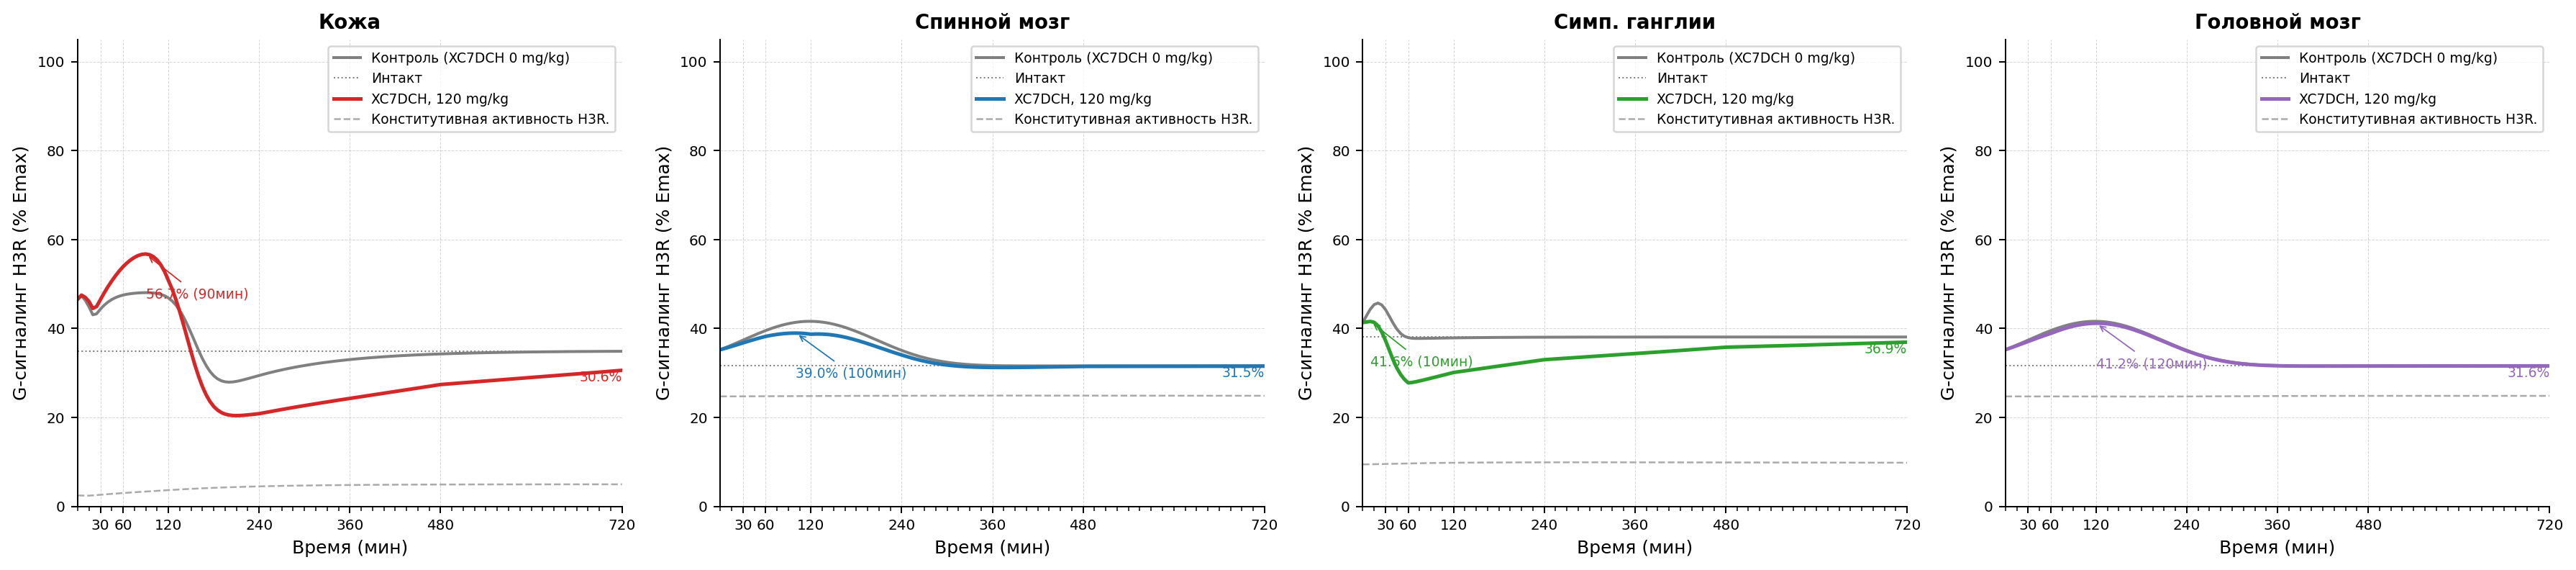 Кожа
G-сигналинг H3R (% Emax)
100
80
60
40
20
0
Контроль (XC7DCH 0 mg/kg)
Интакт
XC7DCH, 120 mg/kg
Конститутивная активность H3R.
56.7% (90мин)
30.6%
30 60 120 240 360 480 720
Время (мин)
Спинной мозг
G-сигналинг H3R (% Emax)
100
80
60
40
20
0
Контроль (XC7DCH 0 mg/kg)
Интакт
XC7DCH, 120 mg/kg
Конститутивная активность H3R.
39.0% (100мин)
31.5%
30 60 120 240 360 480 720
Время (мин)
Симп. ганглии
G-сигналинг H3R (% Emax)
100
80
60
40
20
0
Контроль (XC7DCH 0 mg/kg)
Интакт
XC7DCH, 120 mg/kg
Конститутивная активность H3R.
41.6% (10мин)
36.9%
30 60 120 240 360 480 720
Время (мин)
Головной мозг
G-сигналинг H3R (% Emax)
100
80
60
40
20
0
Контроль (XC7DCH 0 mg/kg)
Интакт
XC7DCH, 120 mg/kg
Конститутивная активность H3R.
41.2% (120мин)
31.6%
30 60 120 240 360 480 720
Время (мин)